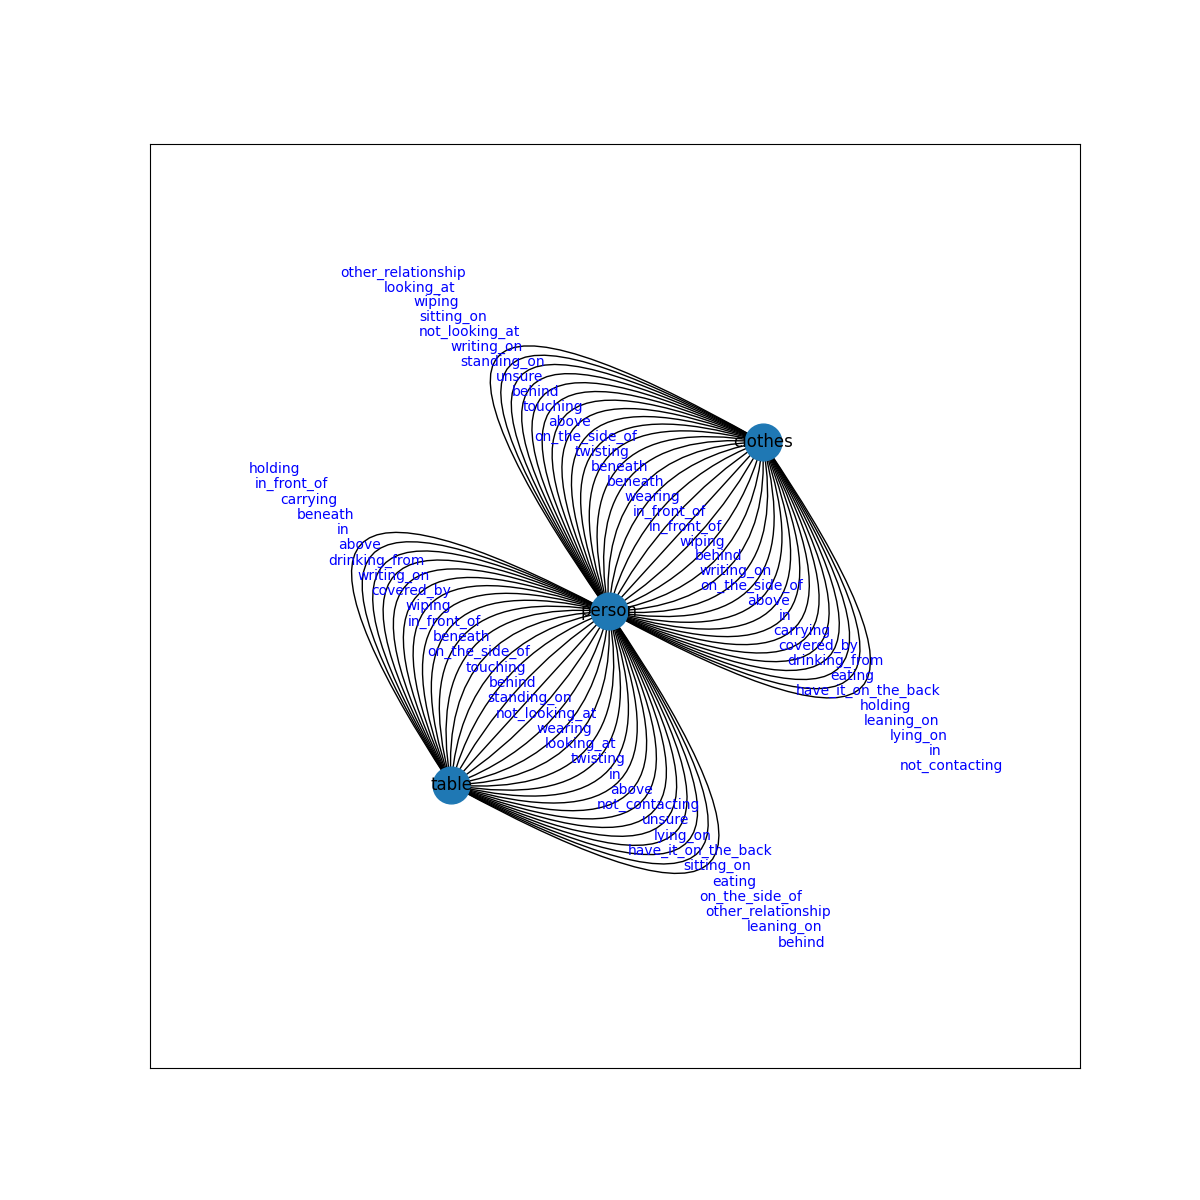 other_relationship
looking_at
wiping
sitting_on
not_looking_at
writing_on
standing_on
unsure
behind
touching
above
on_the_side_of
twisting
beneath
beneath
wearing
in_front_of
in_front_of
wiping
behind
writing_on
on_the_side_of
above
in
carrying
covered_by
drinking_from
eating
have_it_on_the_back
holding
leaning_on
lying_on
in
not_contacting
clothes
holding
in_front_of
carrying
beneath
in
above
drinking_from
writing_on
covered_by
wiping
in_front_of
beneath
on_the_side_of
touching
behind
standing_on
not_looking_at
wearing
looking_at
twisting
in
above
not_contacting
unsure
lying_on
have_it_on_the_back
sitting_on
eating
on_the_side_of
other_relationship
leaning_on
behind
person
table